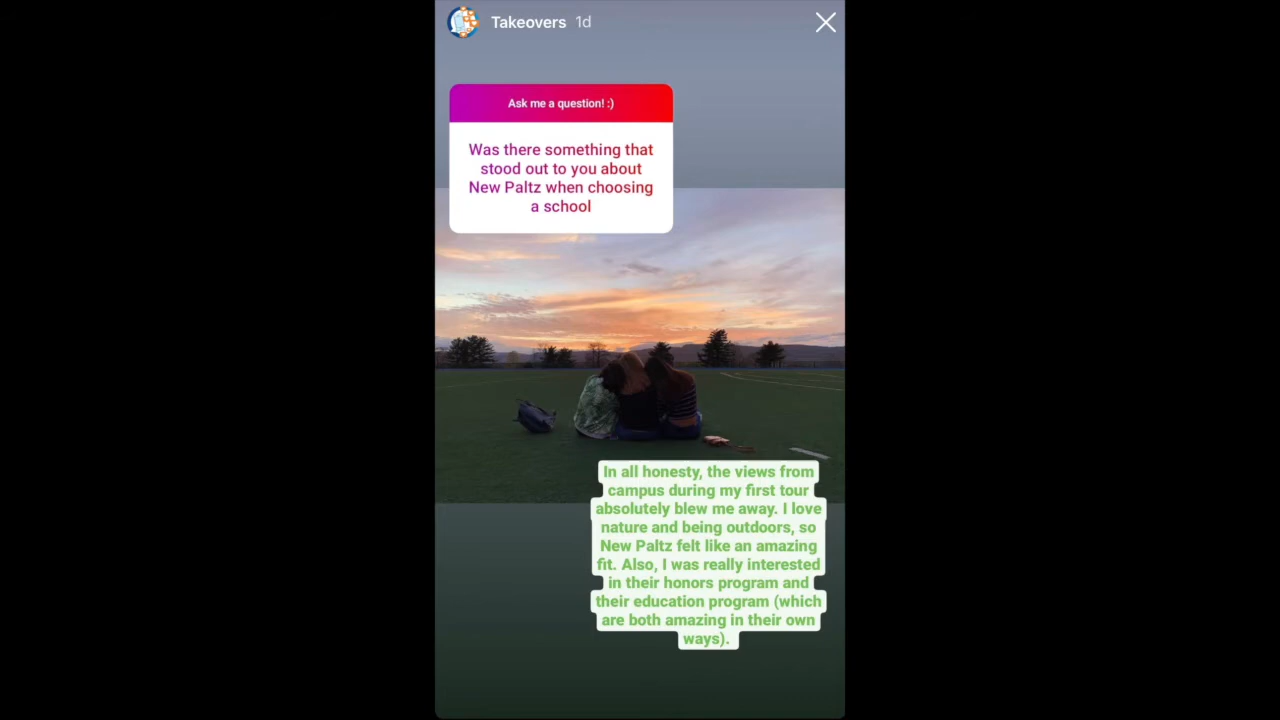 Takeovers 1d
Ask me a question! :)
Was there something that
stood out to you about
New Paltz when choosing
a school
In all honesty, the views from
campus during my first tour
absolutely blew me away. I love
nature and being outdoors, so
New Paltz felt like an amazing
fit. Also, I was really interested
in their honors program and
their education program (which
are both amazing in their own
ways).